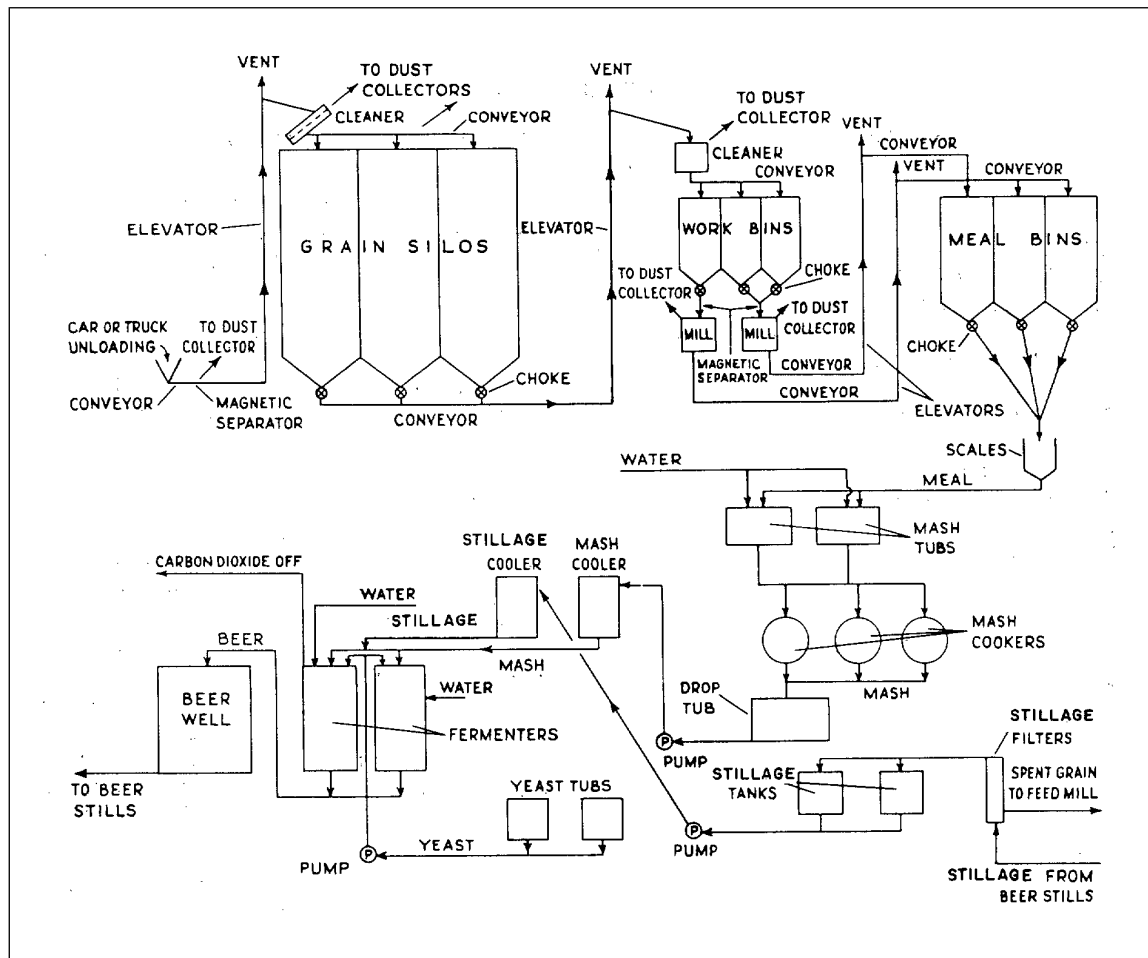 VENT
TO DUST
COLLECTORS
CLEANER
CONVEYOR
ELEVATOR
GRAIN SILOS
ELEVATOR
CAR OR TRUCK
UNLOADING
TO DUST
COLLECTOR
CONVEYOR
MAGNETIC
SEPARATOR
CHOKE
CONVEYOR
VENT
TO DUST
COLLECTOR
CLEANER
CONVEYOR
WORK BINS
TO DUST
COLLECTOR
CHOKE
TO DUST
COLLECTOR
MILL
MILL
MAGNETIC
SEPARATOR
CONVEYOR
CONVEYOR
VENT
CONVEYOR
VENT
CONVEYOR
MEAL BINS
CHOKE
ELEVATORS
SCALES
WATER
MEAL
MASH
TUBS
MASH
COOKERS
MASH
DROP
TUB
PUMP
P
MASH
COOLER
STILLAGE
COOLER
CARBON DIOXIDE OFF
WATER
STILLAGE
BEER
MASH
WATER
BEER
WELL
FERMENTERS
TO BEER
STILLS
YEAST TUBS
YEAST
P
PUMP
STILLAGE
TANKS
P
PUMP
STILLAGE
FILTERS
SPENT GRAIN
TO FEED MILL
STILLAGE FROM
BEER STILLS